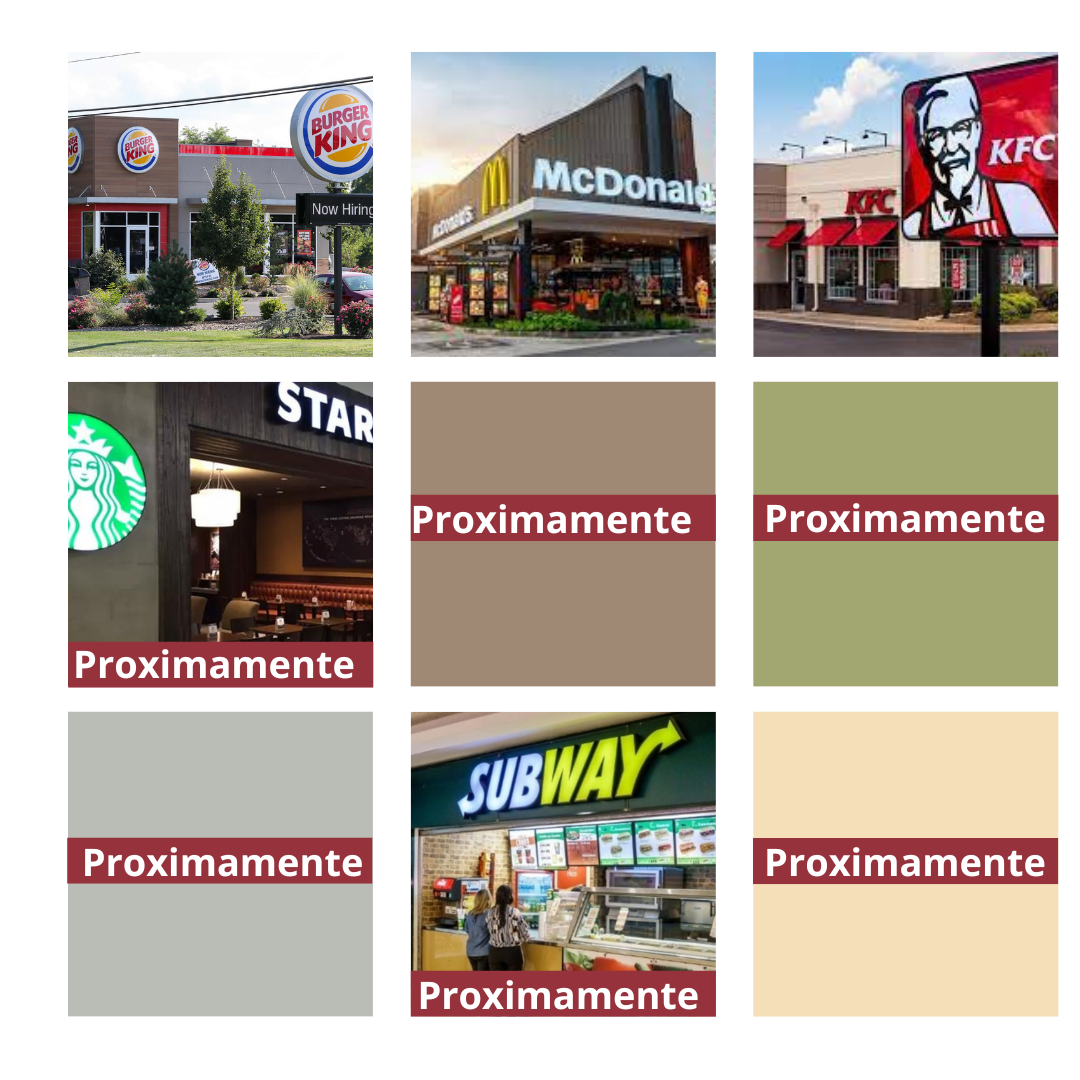 BURGER
KING
BURGER
KING
Now Hiring
McDonald's
McDonald
KFC
KFC
STAR
Proximamente
Proximamente
Proximamente
Proximamente
SUBWAY
Proximamente
Proximamente